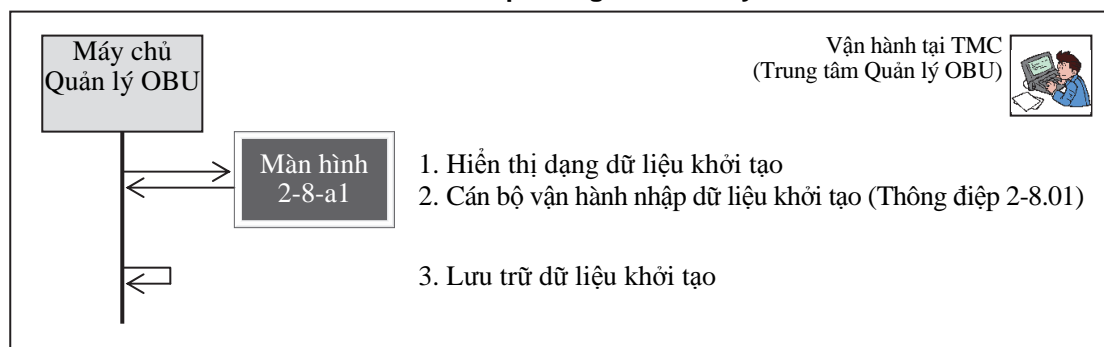 Máy chủ
Quản lý OBU
Vận hành tại TMC
(Trung tâm Quản lý OBU)
Màn hình
2-8-a1
1. Hiển thị dạng dữ liệu khởi tạo
2. Cán bộ vận hành nhập dữ liệu khởi tạo (Thông điệp 2-8.01)
3. Lưu trữ dữ liệu khởi tạo